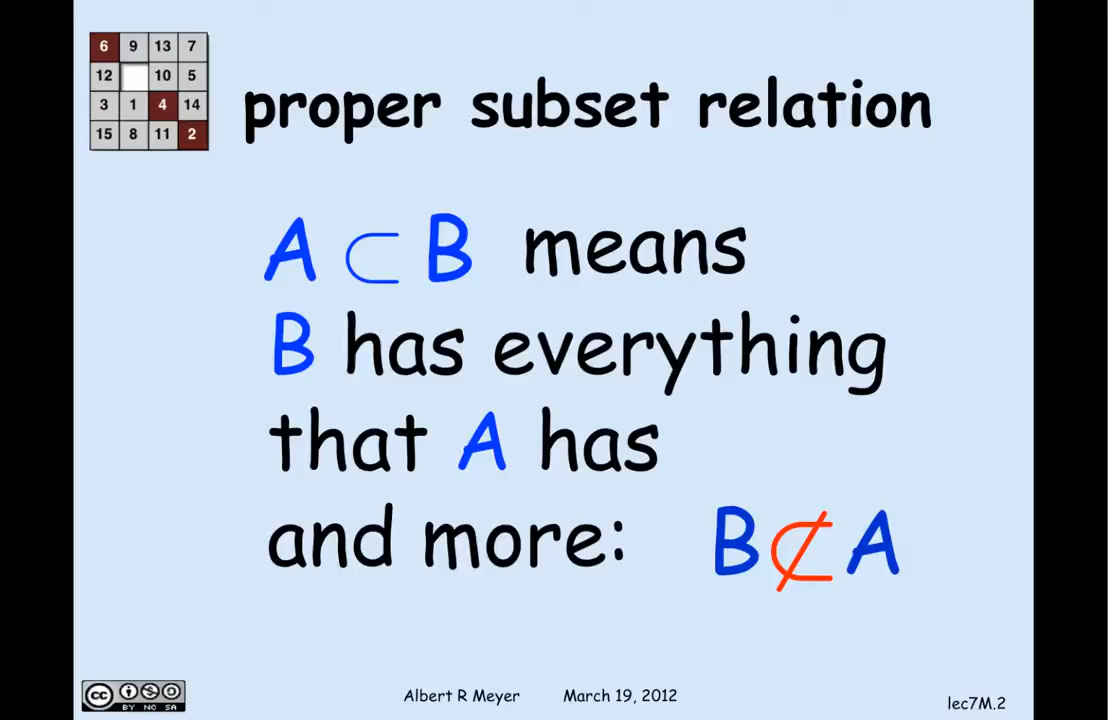 6 9 13 7
12 10 5
3 1 4 14
15 8 11 2
proper subset relation
A ⊂ B means
B has everything
that A has
and more: B ⊄ A
cc BY NC SA
Albert R Meyer March 19, 2012 lec7M.2